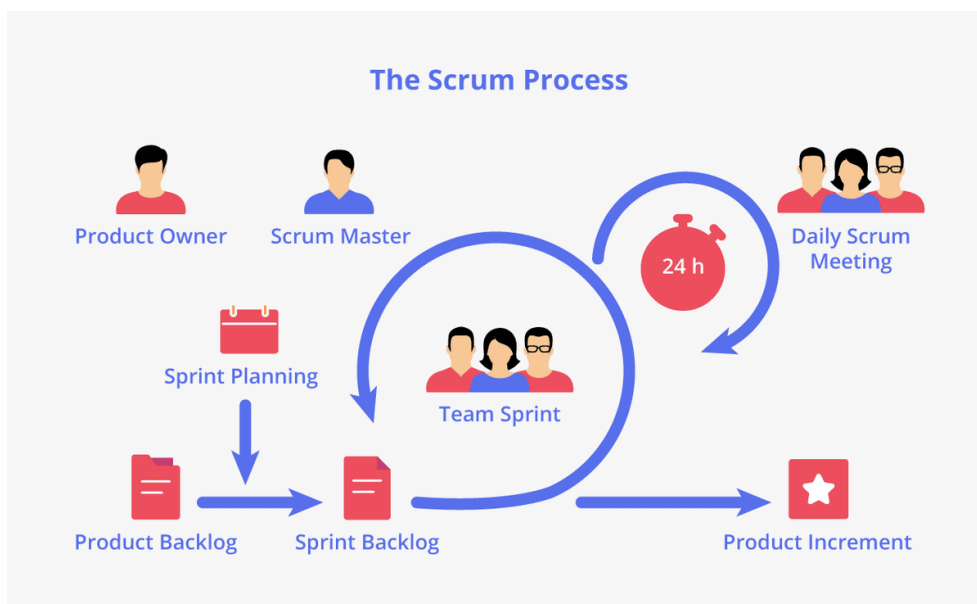 The Scrum Process
Product Owner
Scrum Master
24 h
Daily Scrum
Meeting
Sprint Planning
Team Sprint
Product Backlog
Sprint Backlog
Product Increment